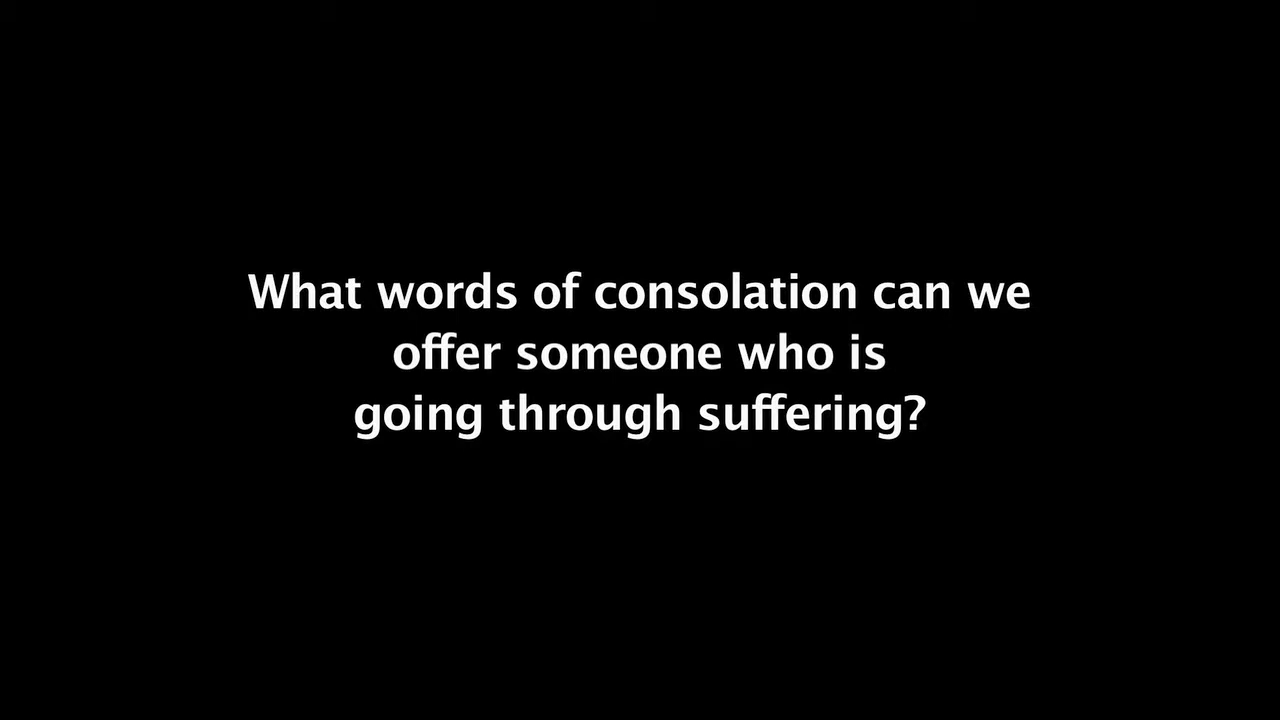 What words of consolation can we
offer someone who is
going through suffering?